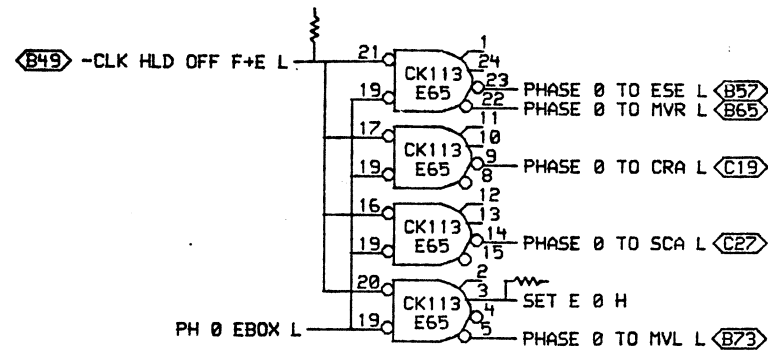 1
B49 -CLK HLD OFF F+E L 21 24
CK113 23 PHASE 0 TO ESE L B57
19 E65 22 PHASE 0 TO MVR L B65
11
17 10
CK113 9 PHASE 0 TO CRA L C19
19 E65 8
12
16 13
CK113 14 PHASE 0 TO SCA L C27
19 E65 15
2
20 3
CK113 SET E 0 H
4
PH 0 EBOX L 19 E65 5 PHASE 0 TO MVL L B73